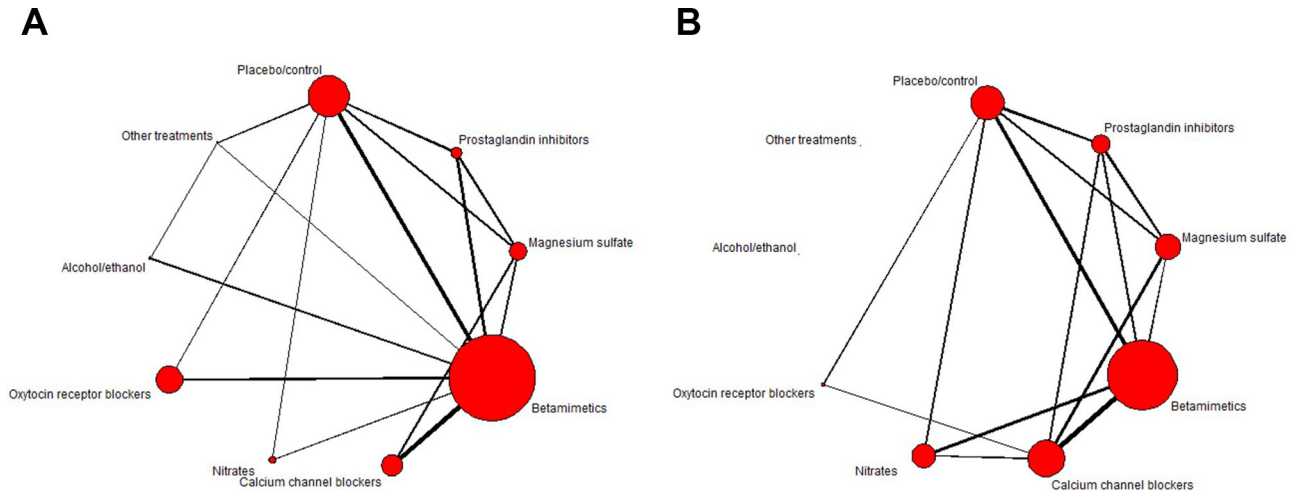 A
Placebo/control
Other treatments
Prostaglandin inhibitors
Magnesium sulfate
Alcohol/ethanol
Oxytocin receptor blockers
Betamimetics
Nitrates
Calcium channel blockers
B
Placebo/control
Prostaglandin inhibitors
Other treatments
Magnesium sulfate
Alcohol/ethanol
Oxytocin receptor blockers
Betamimetics
Nitrates
Calcium channel blockers